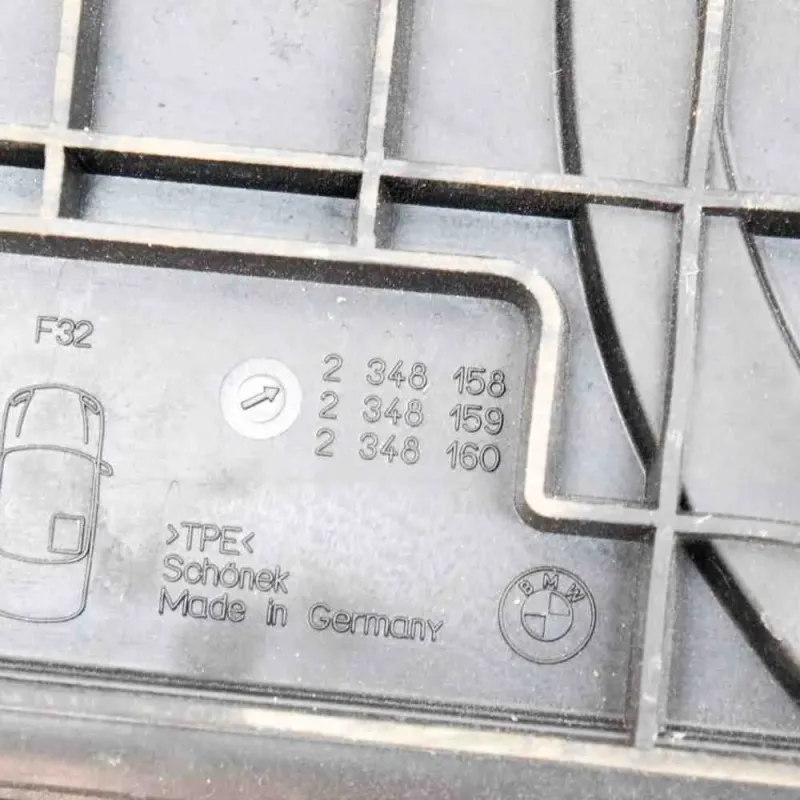 F32
2 348 158
2 348 159
2 348 160
>TPE<
Schönek
Made in Germany
BMW